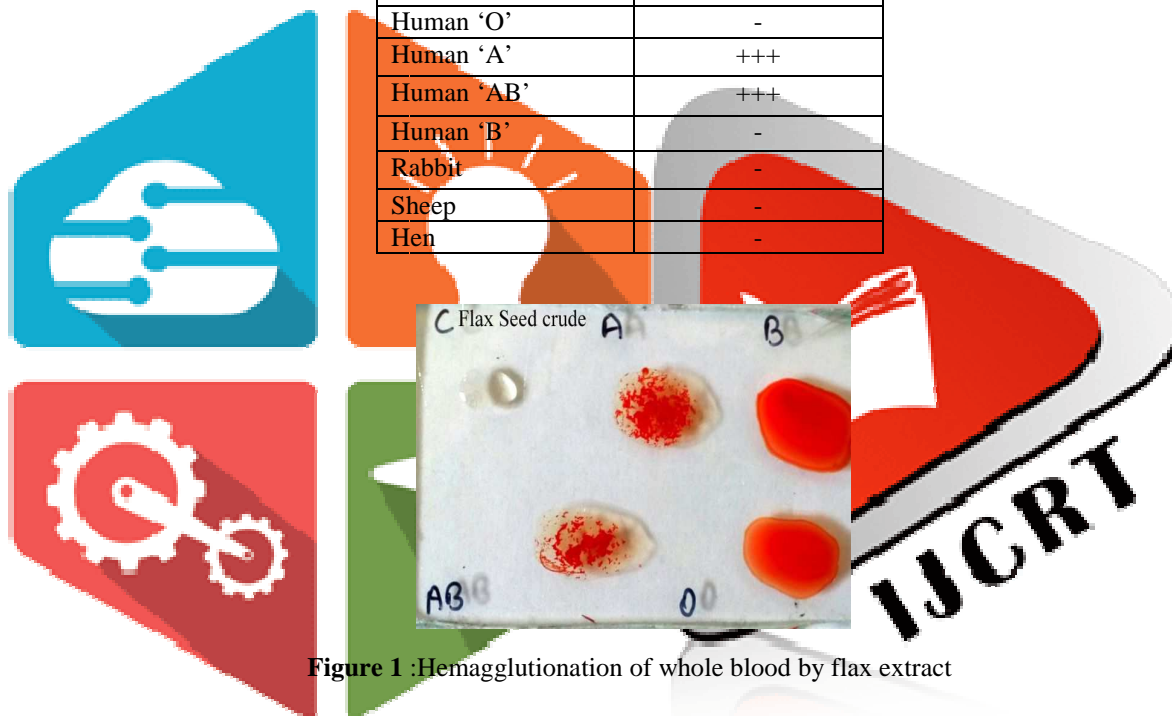 Human ‘O’ -
Human ‘A’ +++
Human ‘AB’ +++
Human ‘B’ -
Rabbit -
Sheep -
Hen -
C Flax Seed crude A B
AB O
IJCRT
Figure 1 :Hemagglutionation of whole blood by flax extract